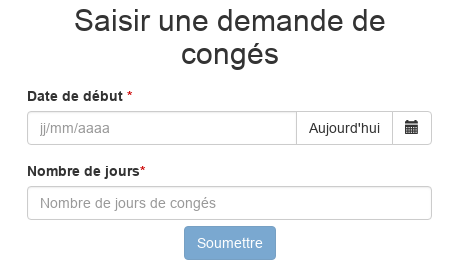 Saisir une demande de
congés
Date de début *
jj/mm/aaaa Aujourd'hui
Nombre de jours*
Nombre de jours de congés
Soumettre